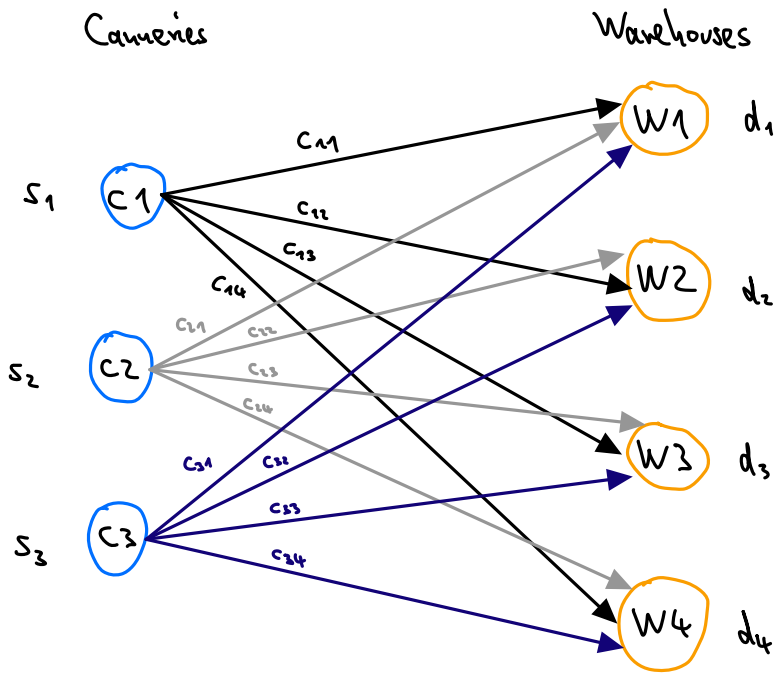 Canneries
Warehouses
W1
d1
C11
s1
C1
C12
C13
C14
W2
d2
C21
C22
s2
C2
C23
C24
W3
d3
C31
C32
C33
s3
C3
C34
W4
d4